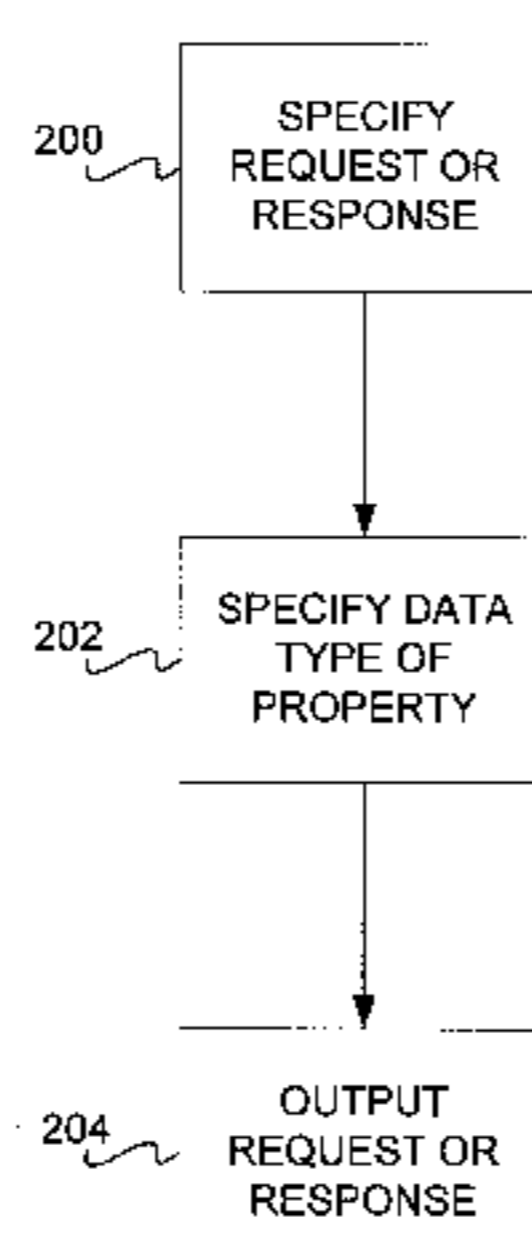 200
SPECIFY
REQUEST OR
RESPONSE
202
SPECIFY DATA
TYPE OF
PROPERTY
204
OUTPUT
REQUEST OR
RESPONSE